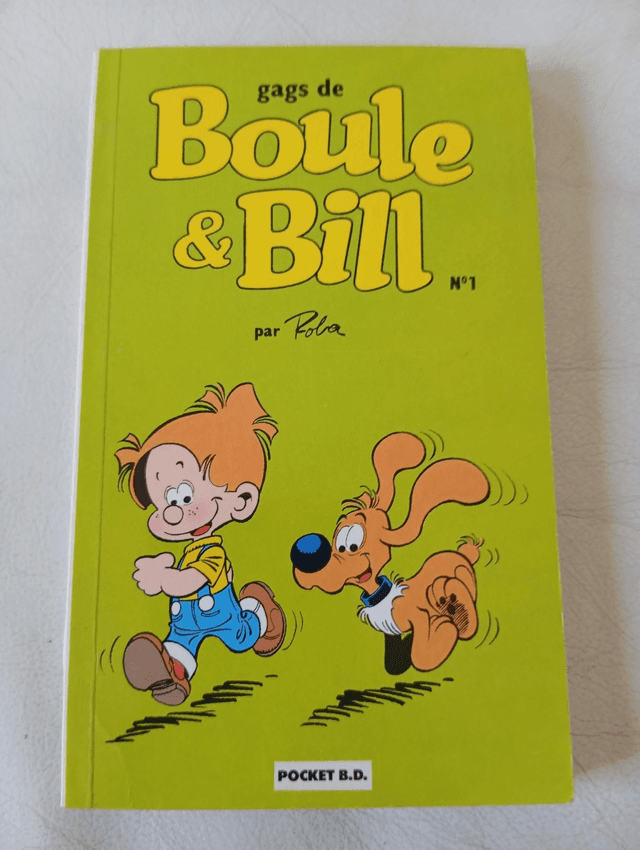 gags de
Boule
& Bill
N°1
par Roba
POCKET B.D.